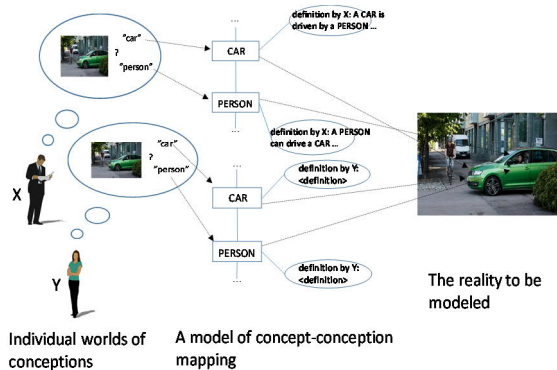 ...
definition by X: A CAR is
driven by a PERSON ...
"car"
?
"person"
CAR
PERSON
...
definition by X: A PERSON
can drive a CAR ...
"car"
?
"person"
...
definition by Y:
<definition>
CAR
PERSON
...
definition by Y:
<definition>
X
Y
The reality to be
modeled
Individual worlds of
conceptions
A model of concept-conception
mapping